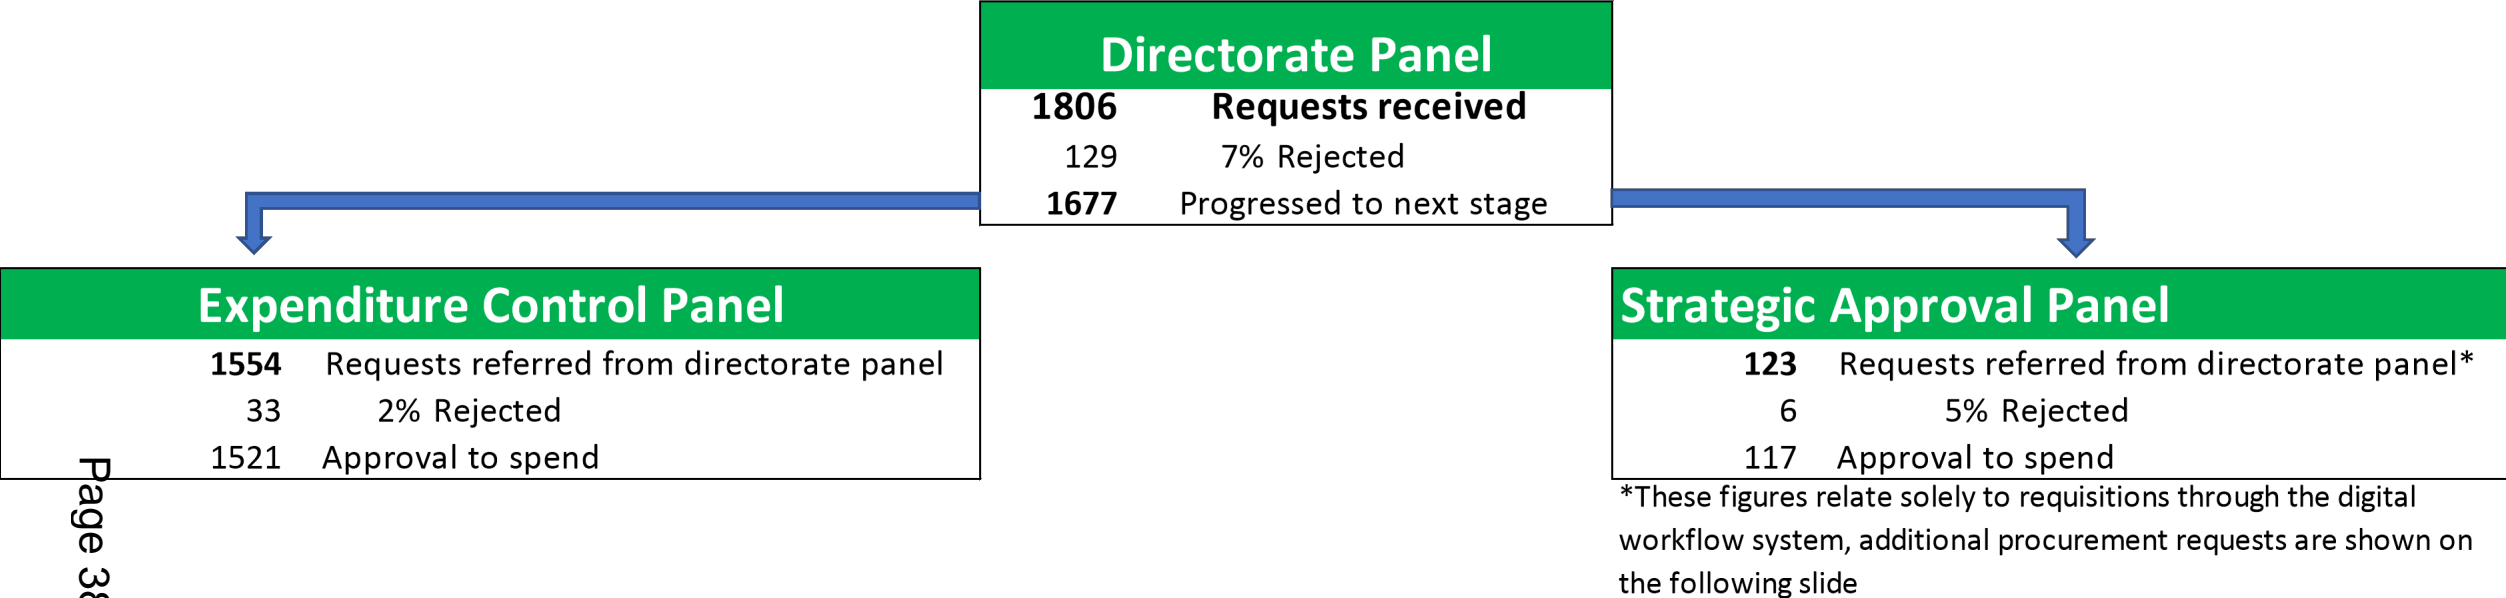 Directorate Panel
1806 Requests received
129 7% Rejected
1677 Progressed to next stage
Expenditure Control Panel
1554 Requests referred from directorate panel
33 2% Rejected
1521 Approval to spend
Strategic Approval Panel
123 Requests referred from directorate panel*
6 5% Rejected
117 Approval to spend
*These figures relate solely to requisitions through the digital
workflow system, additional procurement requests are shown on
the following slide
Page 38